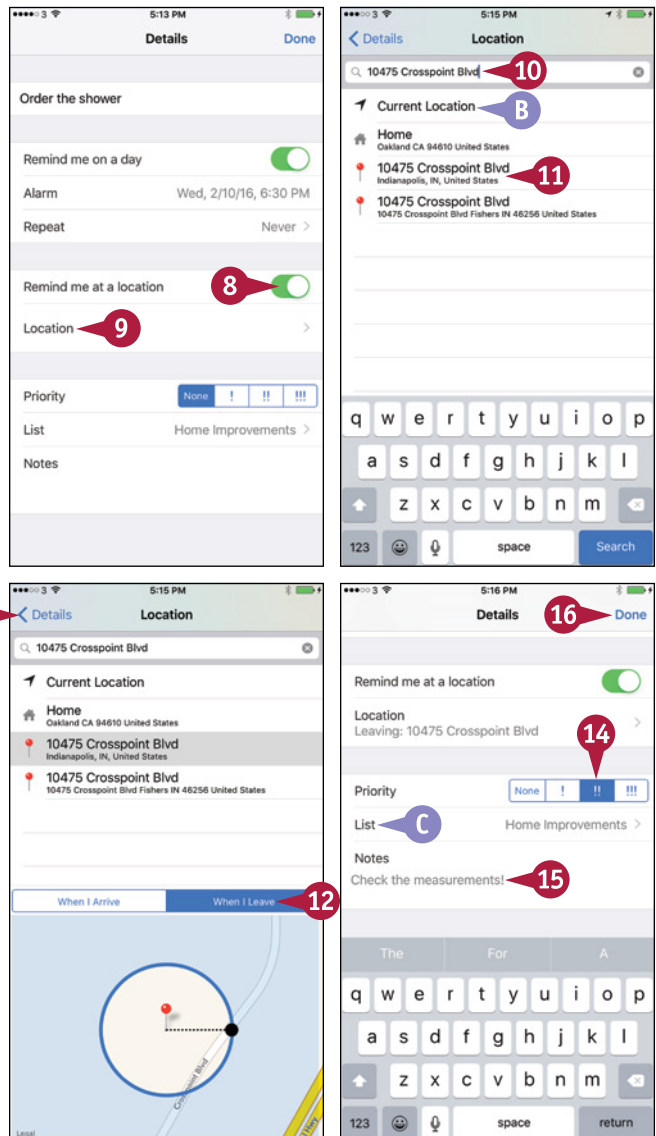 3 5:13 PM
Details Done
Order the shower
Remind me on a day
Alarm Wed, 2/10/16, 6:30 PM
Repeat Never >
Remind me at a location 8
Location 9 >
Priority None ! !! !!!
List Home Improvements >
Notes
3 5:15 PM
< Details Location
10475 Crosspoint Blvd 10
Current Location B
Home
Oakland CA 94610 United States
10475 Crosspoint Blvd
Indianapolis, IN, United States 11
10475 Crosspoint Blvd
10475 Crosspoint Blvd Fishers IN 46256 United States
q w e r t y u i o p
a s d f g h j k l
z x c v b n m
123 space Search
3 5:15 PM
< Details Location
10475 Crosspoint Blvd
Current Location
Home
Oakland CA 94610 United States
10475 Crosspoint Blvd
Indianapolis, IN, United States
10475 Crosspoint Blvd
10475 Crosspoint Blvd Fishers IN 46256 United States
When I Arrive When I Leave 12
Crosspoint Blvd
Hwy
Legal
3 5:16 PM
Details 16 Done
Remind me at a location
Location
Leaving: 10475 Crosspoint Blvd >
14
Priority None ! !! !!!
List C Home Improvements >
Notes
Check the measurements! 15
The For A
q w e r t y u i o p
a s d f g h j k l
z x c v b n m
123 space return